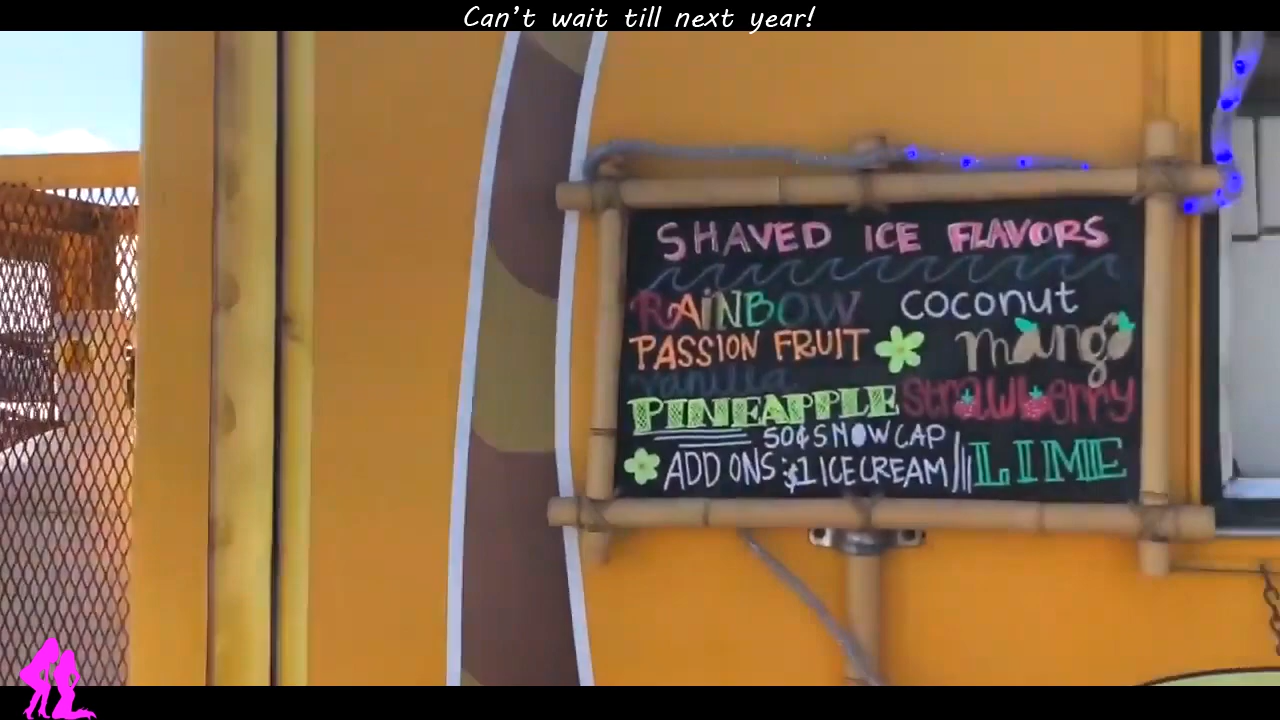 Can't wait till next year!
SHAVED ICE FLAVORS
RAiNBOW coconut
PASSION FRUIT mango
vanilla
PINEAPPLE strawberry
50¢ SNOW CAP
ADD ONS: $1 ICE CREAM LIME